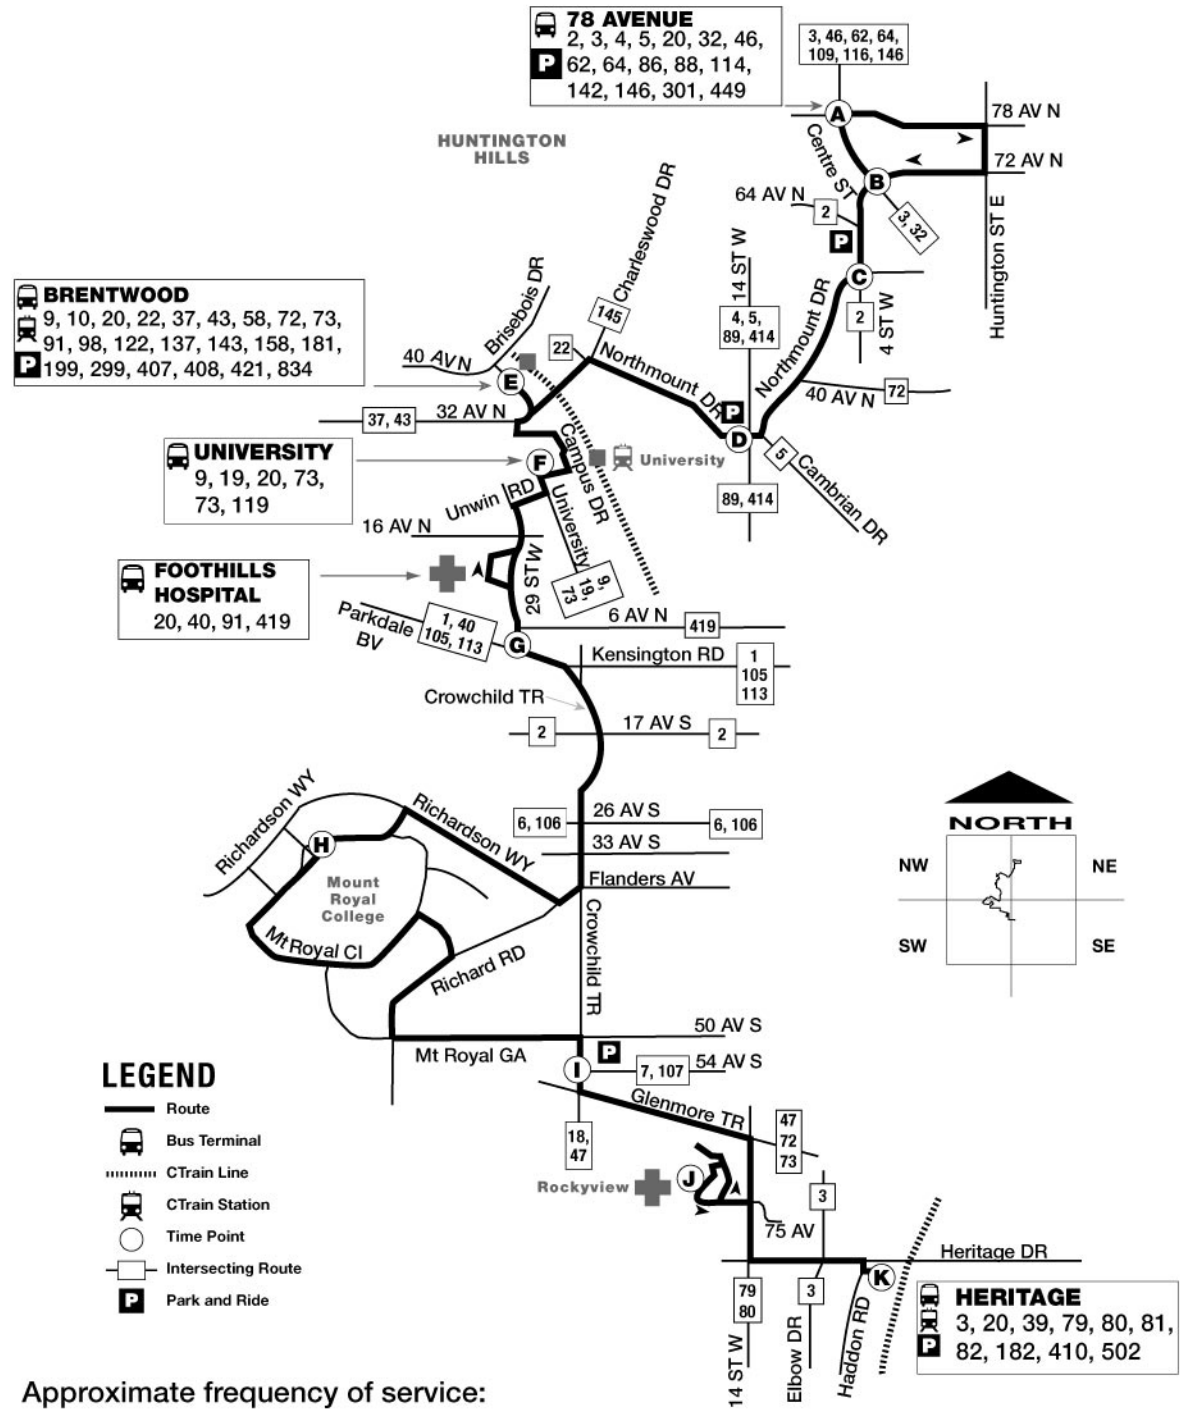 78 AVENUE
2, 3, 4, 5, 20, 32, 46,
P
62, 64, 86, 88, 114,
142, 146, 301, 449
3, 46, 62, 64,
109, 116, 146
A
78 AV N
HUNTINGTON
HILLS
72 AV N
Centre ST
B
64 AV N
2
3, 32
P
Huntington ST E
Charleswood DR
14 ST W
C
Brisebois DR
BRENTWOOD
9, 10, 20, 22, 37, 43, 58, 72, 73,
91, 98, 122, 137, 143, 158, 181,
P
199, 299, 407, 408, 421, 834
145
4, 5,
89, 414
Northmount DR
2
4 ST W
22
40 AV N
Northmount DR
E
40 AV N
72
P
37, 43
32 AV N
D
5
Cambrian DR
UNIVERSITY
9, 19, 20, 73,
73, 119
F
Campus DR
University
Unwin RD
University
89, 414
16 AV N
FOOTHILLS
HOSPITAL
20, 40, 91, 419
29 ST W
9,
19,
73
Parkdale
BV
1, 40
105, 113
6 AV N
419
G
Kensington RD
1
105
113
Crowchild TR
2
17 AV S
2
Richardson WY
Richardson WY
6, 106
26 AV S
6, 106
33 AV S
H
Flanders AV
Mount
Royal
College
Mt Royal CI
Richard RD
Crowchild TR
NORTH
NW
NE
SW
SE
50 AV S
Mt Royal GA
P
54 AV S
I
7, 107
Glenmore TR
18,
47
47
72
73
LEGEND
Route
Bus Terminal
CTrain Line
CTrain Station
Time Point
Intersecting Route
P
Park and Ride
Rockyview
J
3
75 AV
Heritage DR
K
79
80
3
14 ST W
Elbow DR
Haddon RD
HERITAGE
3, 20, 39, 79, 80, 81,
P
82, 182, 410, 502
Approximate frequency of service: